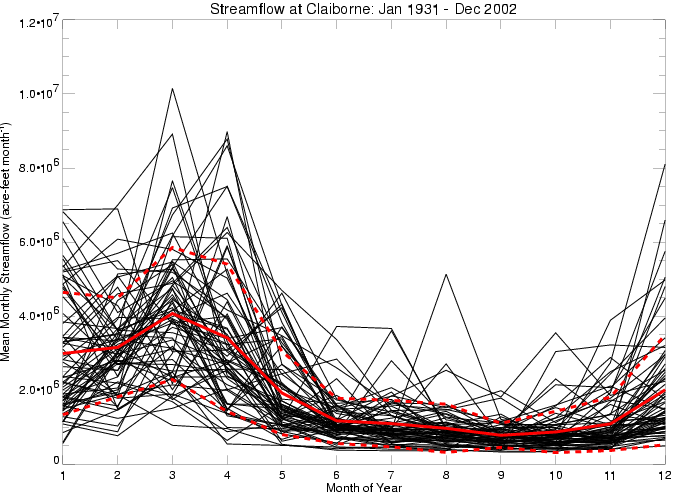 Streamflow at Claiborne: Jan 1931 - Dec 2002
Mean Monthly Streamflow (acre-feet month⁻¹)
1.2•10⁷
1.0•10⁷
8.0•10⁶
6.0•10⁶
4.0•10⁶
2.0•10⁶
0
1 2 3 4 5 6 7 8 9 10 11 12
Month of Year